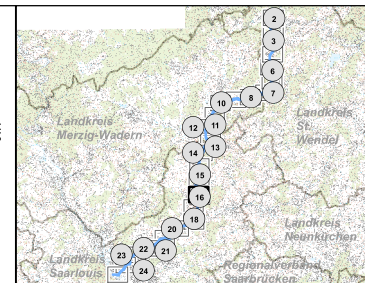 2
3
6
7
8
10
11
12
13
14
15
16
18
20
21
22
23
24
Landkreis
Merzig-Wadern
Landkreis
St.
Wendel
Landkreis
Neunkirchen
Landkreis
Saarlouis
Regionalverband
Saarbrücken